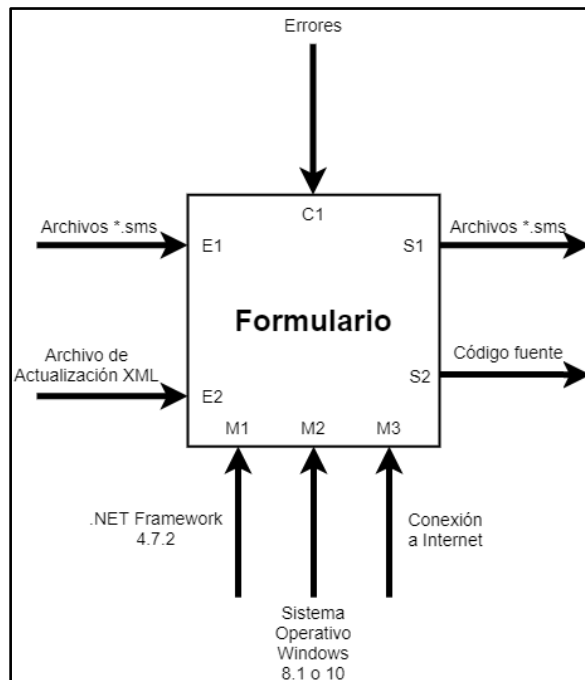 Errores
C1
Archivos *.sms
E1
S1
Archivos *.sms
Formulario
Código fuente
Archivo de
Actualización XML
E2
S2
M1
M2
M3
.NET Framework
4.7.2
Conexión
a Internet
Sistema
Operativo
Windows
8.1 o 10